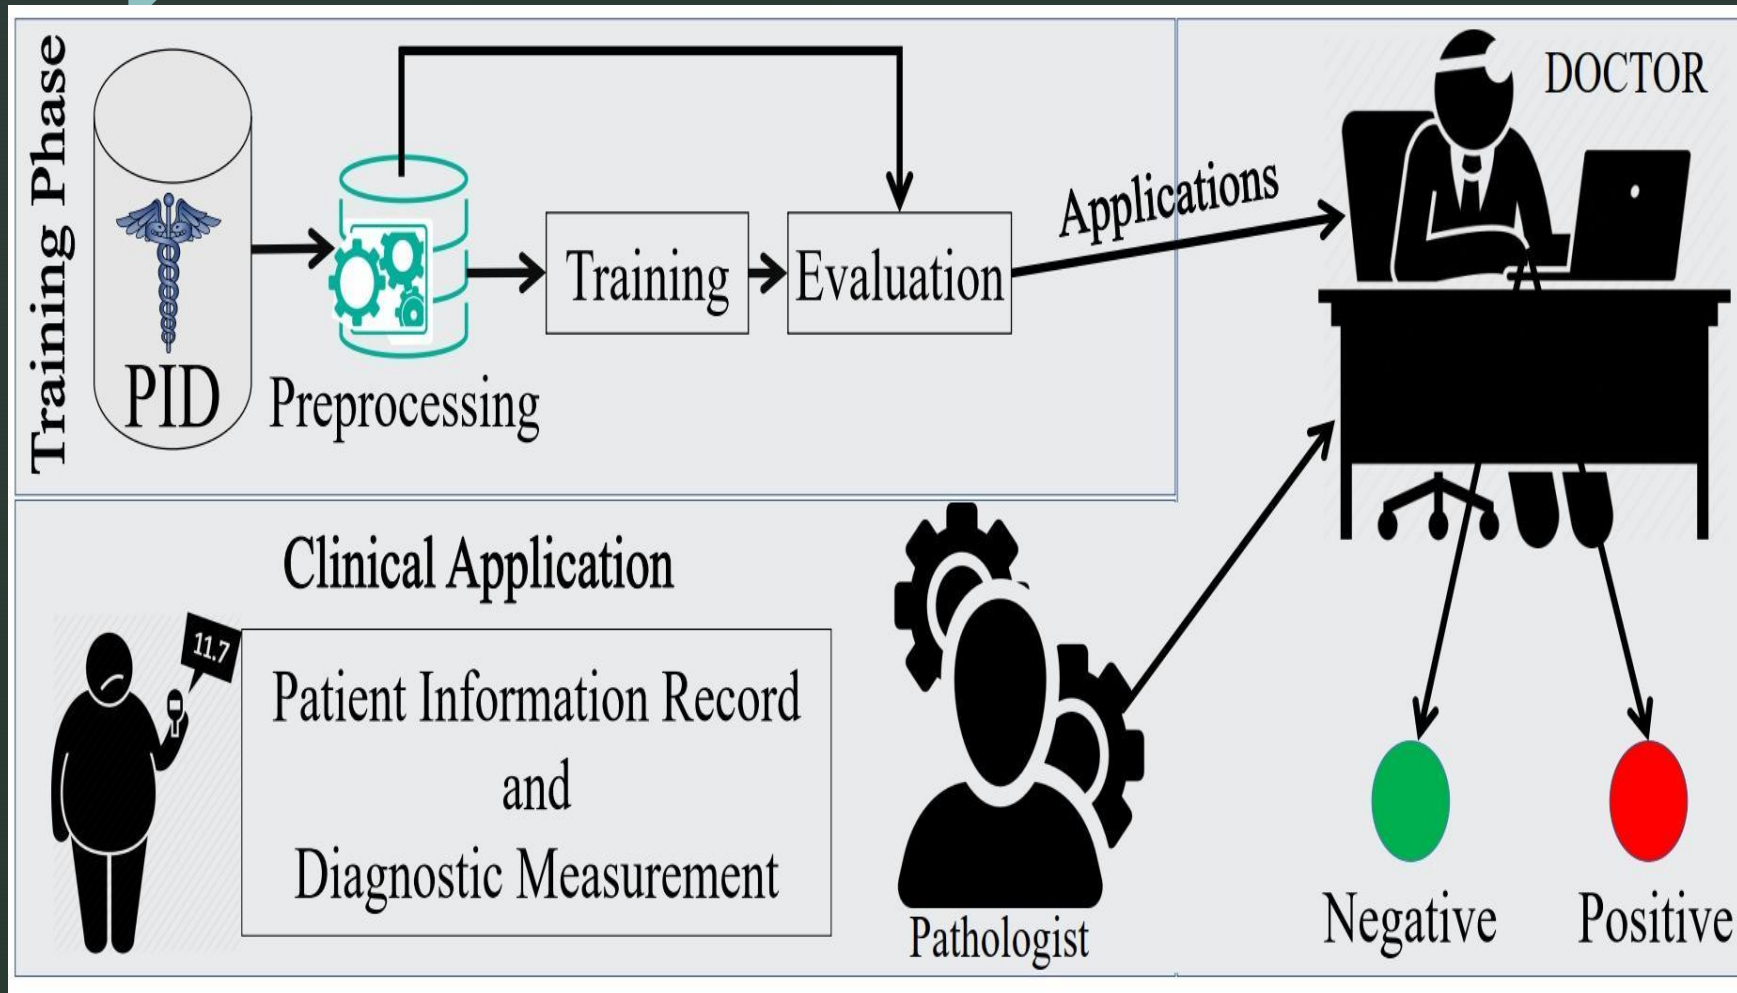 Training Phase
PID
Preprocessing
Training
Evaluation
Applications
DOCTOR
Clinical Application
11.7
Patient Information Record
and
Diagnostic Measurement
Pathologist
Negative
Positive